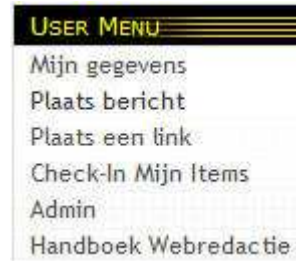 USER MENU
Mijn gegevens
Plaats bericht
Plaats een link
Check-In Mijn Items
Admin
Handboek Webredactie